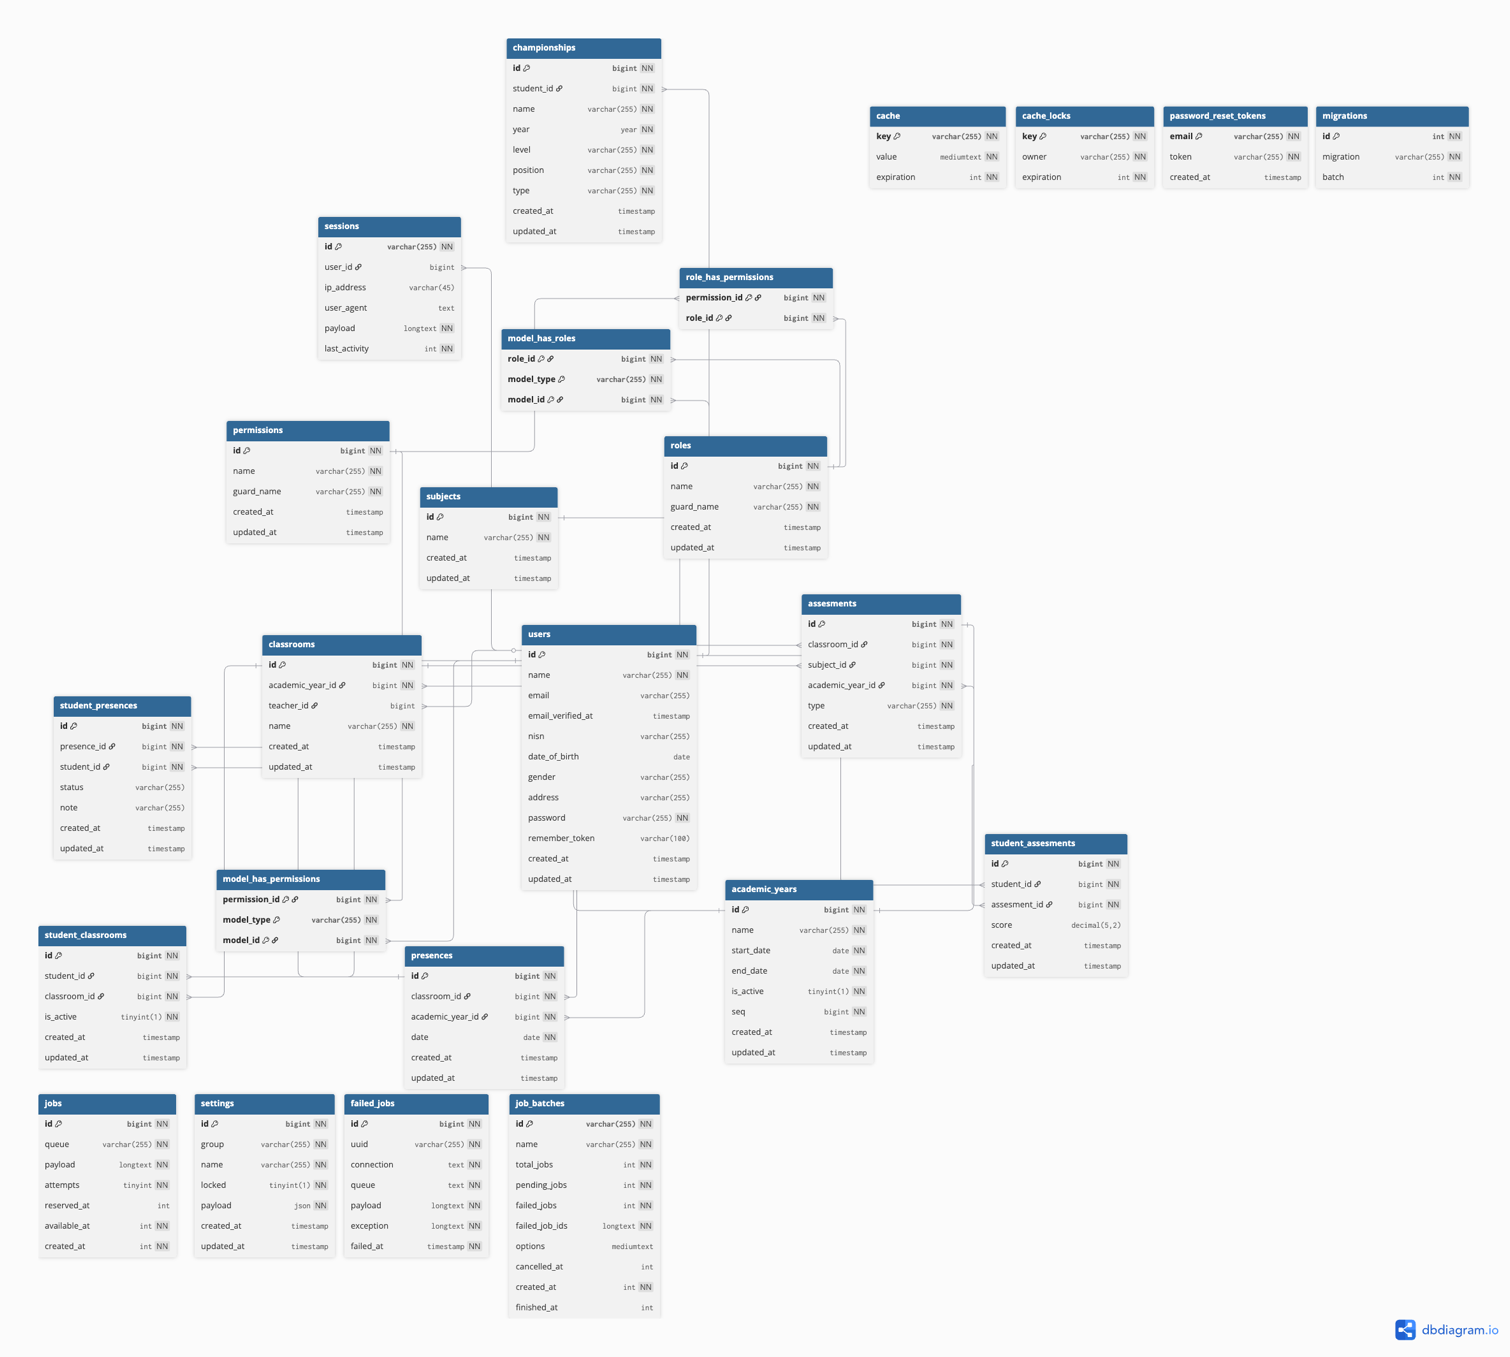 championships
id bigint NN
student_id bigint NN
name varchar(255) NN
year year NN
level varchar(255) NN
position varchar(255) NN
type varchar(255) NN
created_at timestamp
updated_at timestamp
cache
key varchar(255) NN
value mediumtext NN
expiration int NN
cache_locks
key varchar(255) NN
owner varchar(255) NN
expiration int NN
password_reset_tokens
email varchar(255) NN
token varchar(255) NN
created_at timestamp
migrations
id int NN
migration varchar(255) NN
batch int NN
sessions
id varchar(255) NN
user_id bigint
ip_address varchar(45)
user_agent text
payload longtext NN
last_activity int NN
role_has_permissions
permission_id bigint NN
role_id bigint NN
model_has_roles
role_id bigint NN
model_type varchar(255) NN
model_id bigint NN
permissions
id bigint NN
name varchar(255) NN
guard_name varchar(255) NN
created_at timestamp
updated_at timestamp
roles
id bigint NN
name varchar(255) NN
guard_name varchar(255) NN
created_at timestamp
updated_at timestamp
subjects
id bigint NN
name varchar(255) NN
created_at timestamp
updated_at timestamp
assesments
id bigint NN
classroom_id bigint NN
subject_id bigint NN
academic_year_id bigint NN
type varchar(255) NN
created_at timestamp
updated_at timestamp
users
id bigint NN
name varchar(255) NN
email varchar(255)
email_verified_at timestamp
nisn varchar(255)
date_of_birth date
gender varchar(255)
address varchar(255)
password varchar(255) NN
remember_token varchar(100)
created_at timestamp
updated_at timestamp
classrooms
id bigint NN
academic_year_id bigint NN
teacher_id bigint
name varchar(255) NN
created_at timestamp
updated_at timestamp
student_presences
id bigint NN
presence_id bigint NN
student_id bigint NN
status varchar(255)
note varchar(255)
created_at timestamp
updated_at timestamp
student_assesments
id bigint NN
student_id bigint NN
assesment_id bigint NN
score decimal(5,2)
created_at timestamp
updated_at timestamp
model_has_permissions
permission_id bigint NN
model_type varchar(255) NN
model_id bigint NN
academic_years
id bigint NN
name varchar(255) NN
start_date date NN
end_date date NN
is_active tinyint(1) NN
seq bigint NN
created_at timestamp
updated_at timestamp
student_classrooms
id bigint NN
student_id bigint NN
classroom_id bigint NN
is_active tinyint(1) NN
created_at timestamp
updated_at timestamp
presences
id bigint NN
classroom_id bigint NN
academic_year_id bigint NN
date date NN
created_at timestamp
updated_at timestamp
jobs
id bigint NN
queue varchar(255) NN
payload longtext NN
attempts tinyint NN
reserved_at int
available_at int NN
created_at int NN
settings
id bigint NN
group varchar(255) NN
name varchar(255) NN
locked tinyint(1) NN
payload json NN
created_at timestamp
updated_at timestamp
failed_jobs
id bigint NN
uuid varchar(255) NN
connection text NN
queue text NN
payload longtext NN
exception longtext NN
failed_at timestamp NN
job_batches
id varchar(255) NN
name varchar(255) NN
total_jobs int NN
pending_jobs int NN
failed_jobs int NN
failed_job_ids longtext NN
options mediumtext
cancelled_at int
created_at int NN
finished_at int
dbdiagram.io